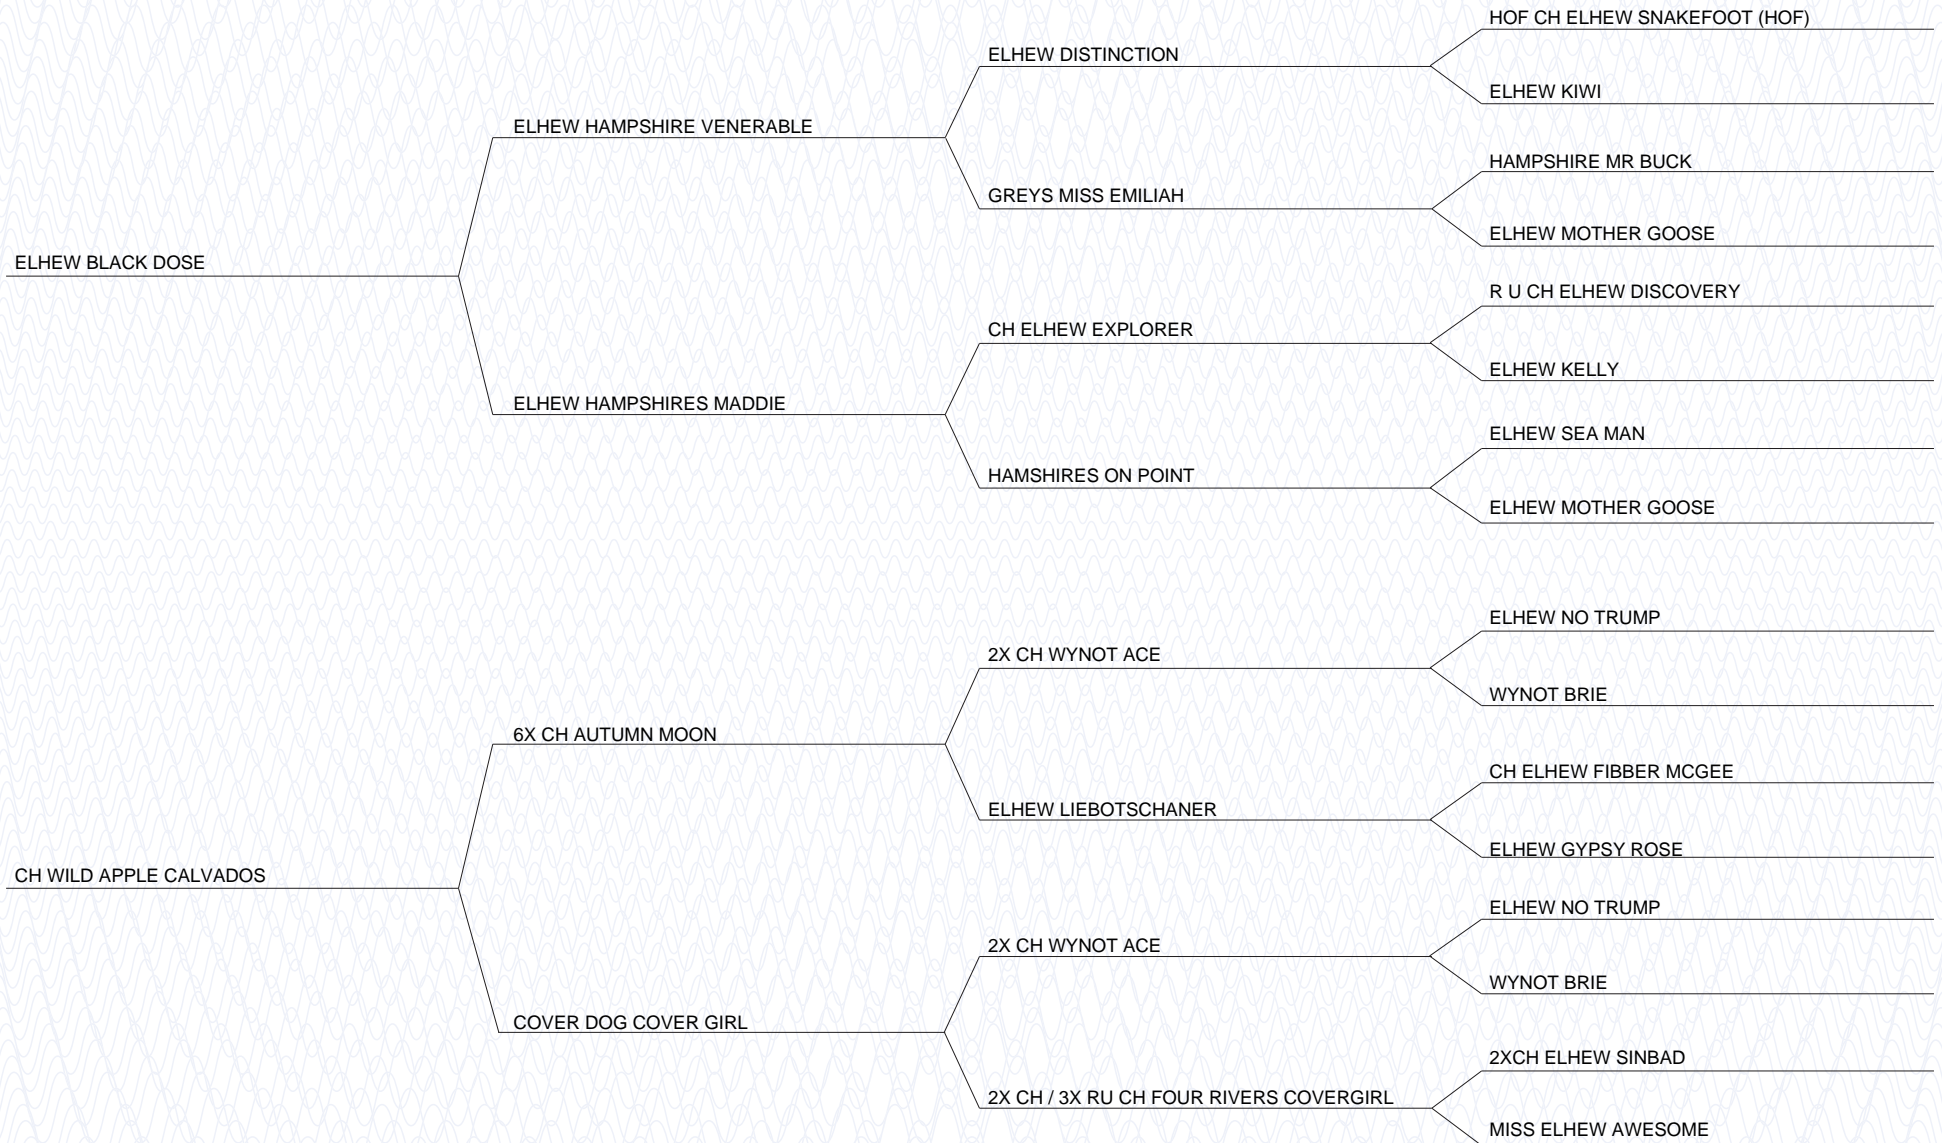 HOF CH ELHEW SNAKEFOOT (HOF)
ELHEW DISTINCTION
ELHEW KIWI
ELHEW HAMPSHIRE VENERABLE
HAMPSHIRE MR BUCK
GREYS MISS EMILIAH
ELHEW MOTHER GOOSE
ELHEW BLACK DOSE
R U CH ELHEW DISCOVERY
CH ELHEW EXPLORER
ELHEW KELLY
ELHEW HAMPSHIRES MADDIE
ELHEW SEA MAN
HAMSHIRES ON POINT
ELHEW MOTHER GOOSE
ELHEW NO TRUMP
2X CH WYNOT ACE
WYNOT BRIE
6X CH AUTUMN MOON
CH ELHEW FIBBER MCGEE
ELHEW LIEBOTSCHANER
ELHEW GYPSY ROSE
CH WILD APPLE CALVADOS
ELHEW NO TRUMP
2X CH WYNOT ACE
WYNOT BRIE
COVER DOG COVER GIRL
2XCH ELHEW SINBAD
2X CH / 3X RU CH FOUR RIVERS COVERGIRL
MISS ELHEW AWESOME